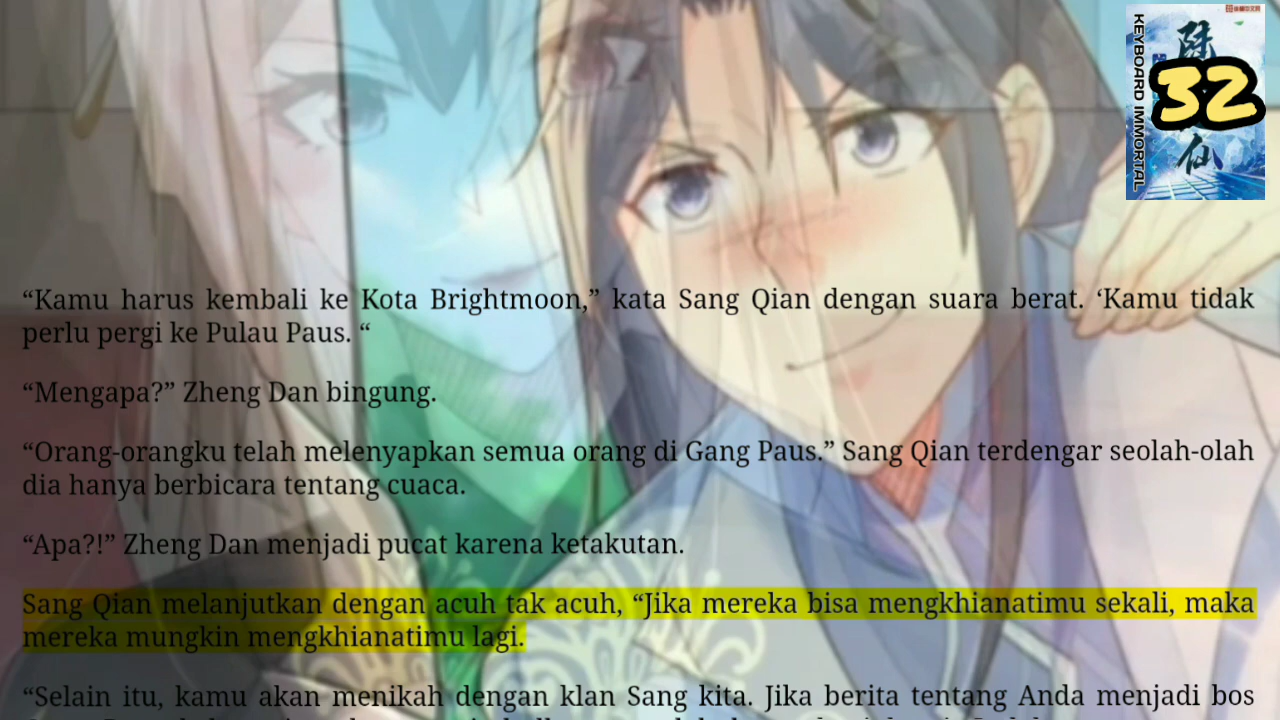 KEYBOARD IMMORTAL
32
仙
“Kamu harus kembali ke Kota Brightmoon,” kata Sang Qian dengan suara berat. ‘Kamu tidak
perlu pergi ke Pulau Paus. “
“Mengapa?” Zheng Dan bingung.
“Orang-orangku telah melenyapkan semua orang di Gang Paus.” Sang Qian terdengar seolah-olah
dia hanya berbicara tentang cuaca.
“Apa?!” Zheng Dan menjadi pucat karena ketakutan.
Sang Qian melanjutkan dengan acuh tak acuh, “Jika mereka bisa mengkhianatimu sekali, maka
mereka mungkin mengkhianatimu lagi.
“Selain itu, kamu akan menikah dengan klan Sang kita. Jika berita tentang Anda menjadi bos